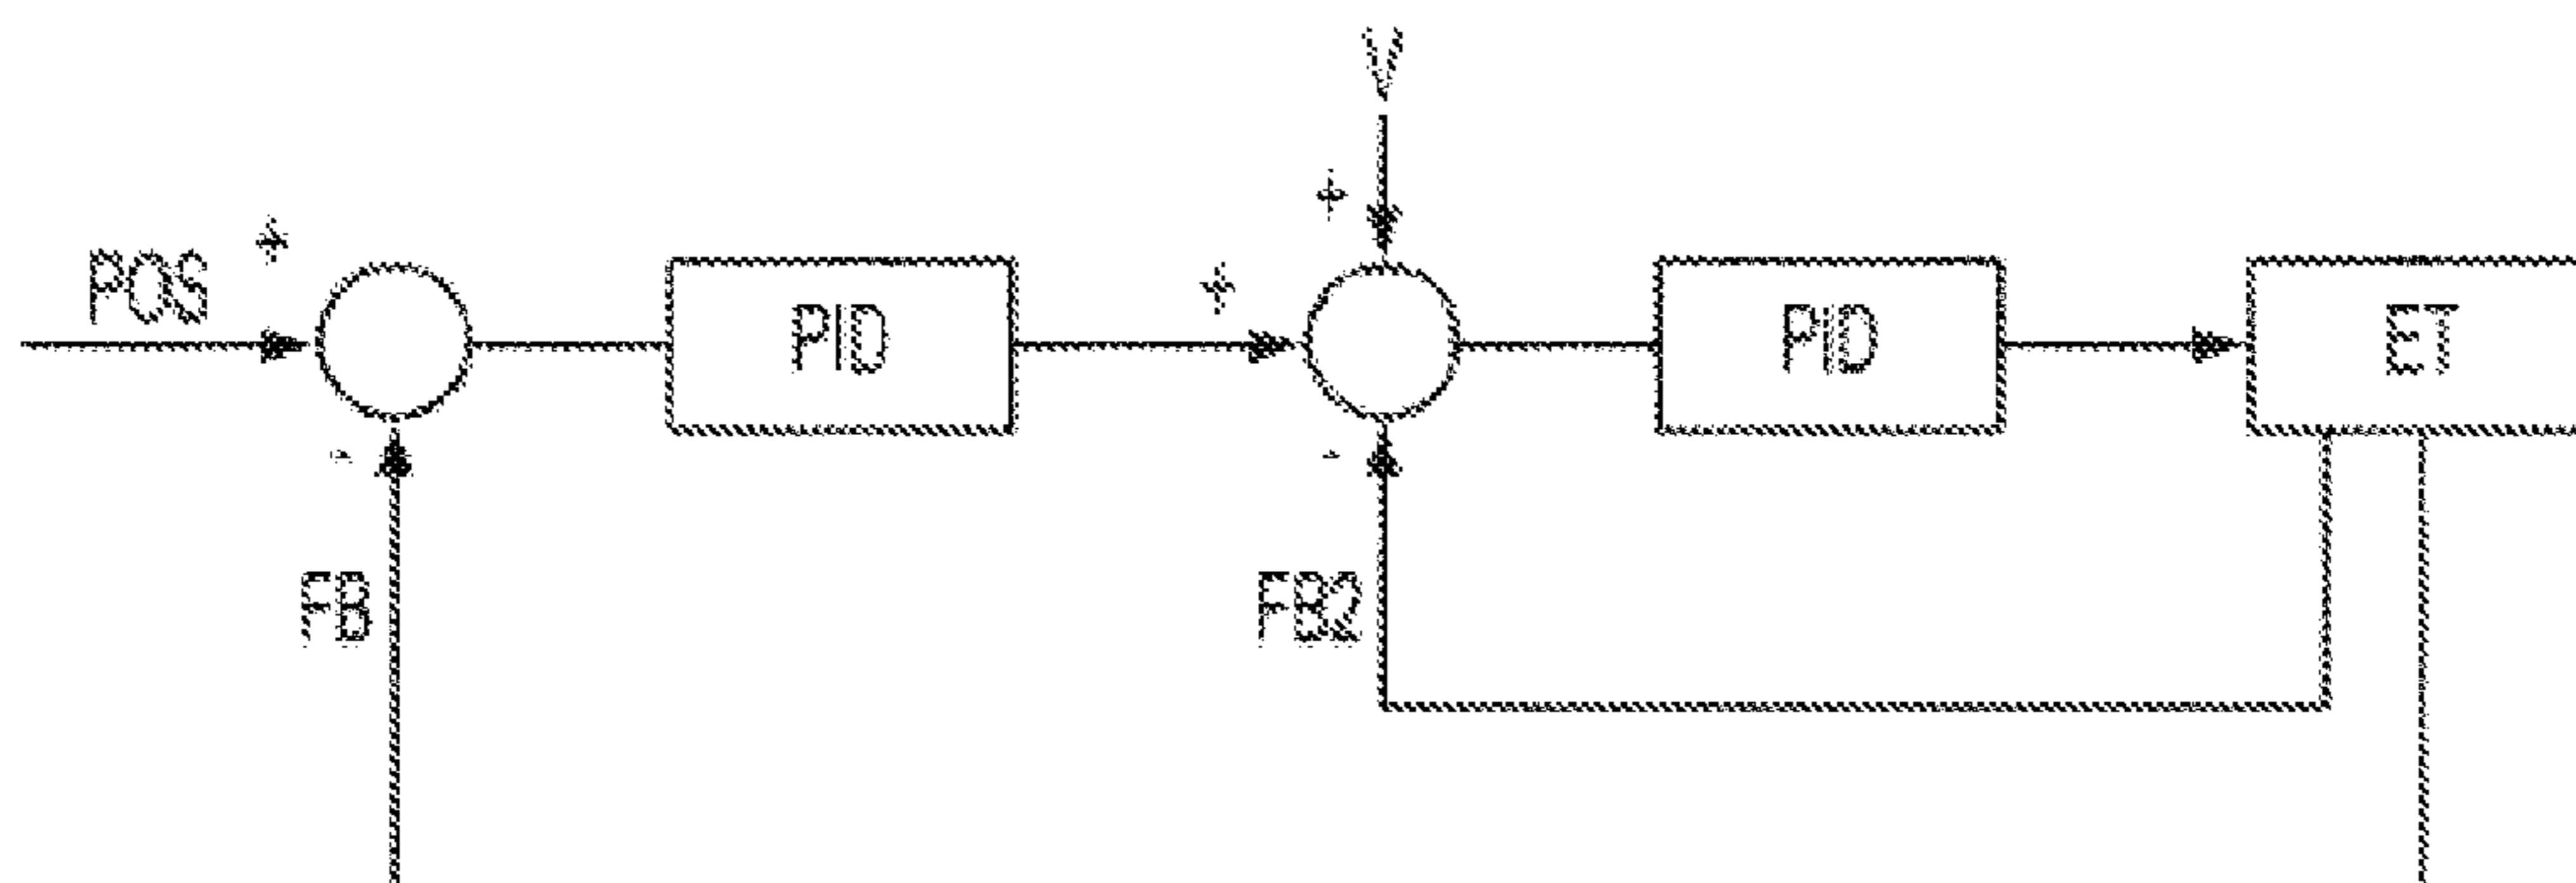 V
+
+
POS
+
PID
PID
ET
-
-
FB
FB2